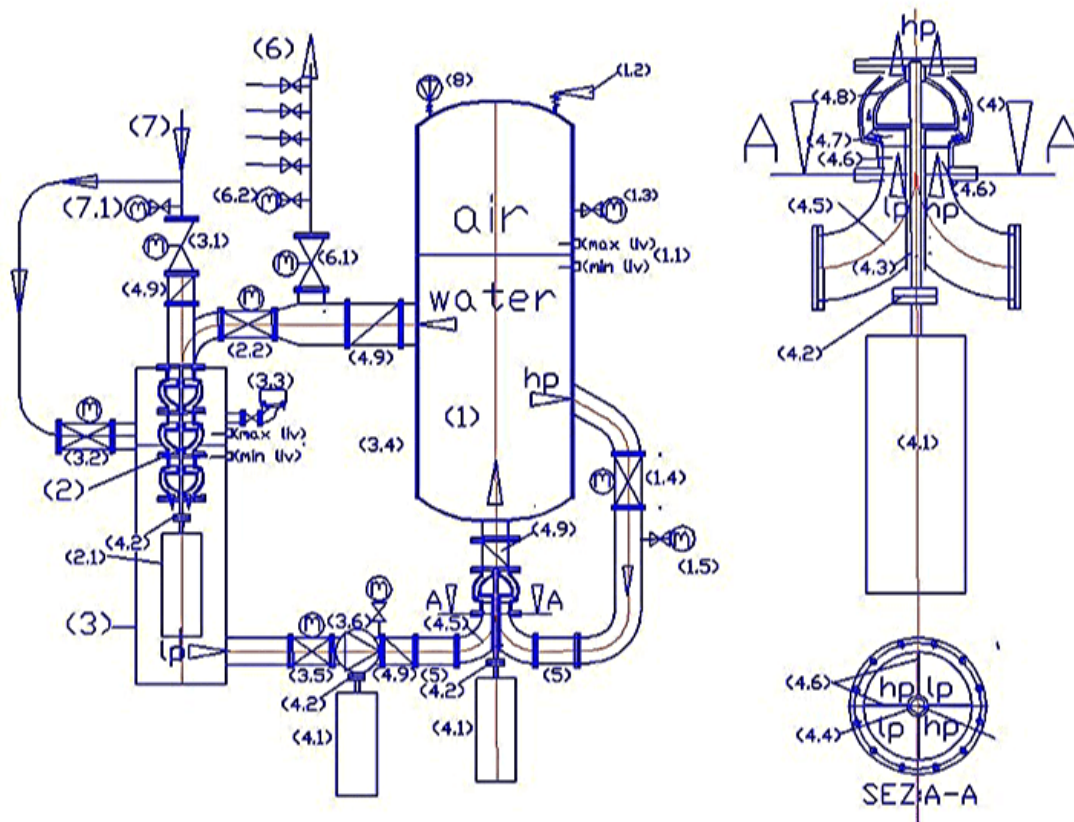 (6)
(8)
(1.2)
(7)
(6.2)
M
(1.3)
M
(7.1)
M
(3.1)
M
air
(max liv)
(1.1)
(min liv)
M
(6.1)
(4.9)
M
water
(2.2)
(4.9)
hp
(3.3)
(1)
M
(max liv)
(3.4)
(3.2)
(min liv)
M
(1.4)
(2)
(4.2)
(4.9)
(2.1)
M
(1.5)
M
A
A
(3)
M
(3.6)
(4.5)
lp
(3.5)
(4.9)
(5)
(5)
(4.2)
(4.2)
(4.1)
(4.1)
hp
(4.8)
(4)
A
(4.7)
A
(4.6)
(4.6)
lp
hp
(4.5)
(4.3)
(4.2)
(4.1)
(4.6)
hp
lp
(4.4)
lp
hp
SEZ:A-A